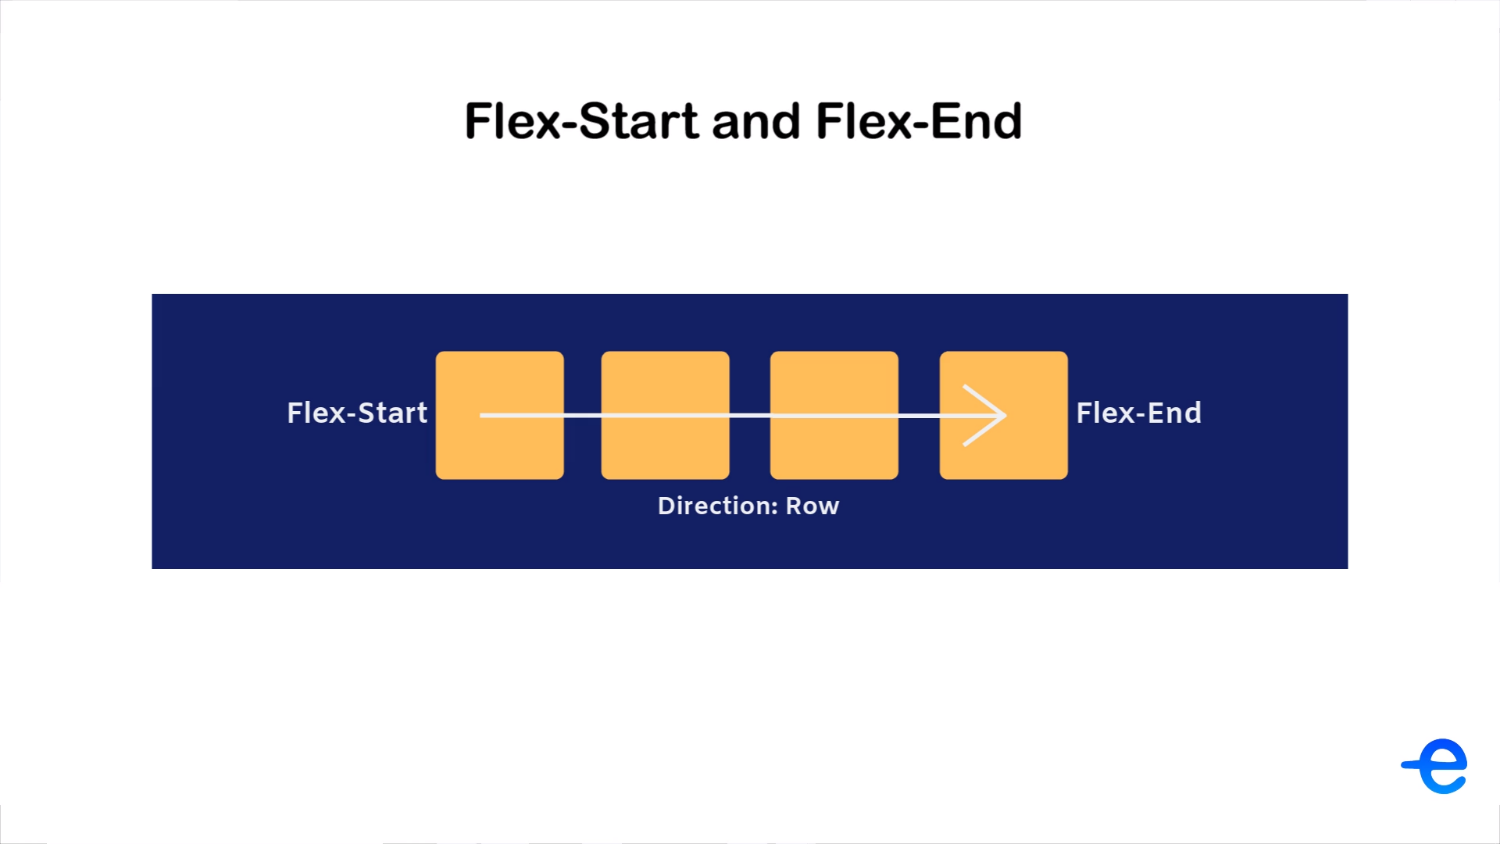 Flex-Start and Flex-End
Flex-Start
Flex-End
Direction: Row
e